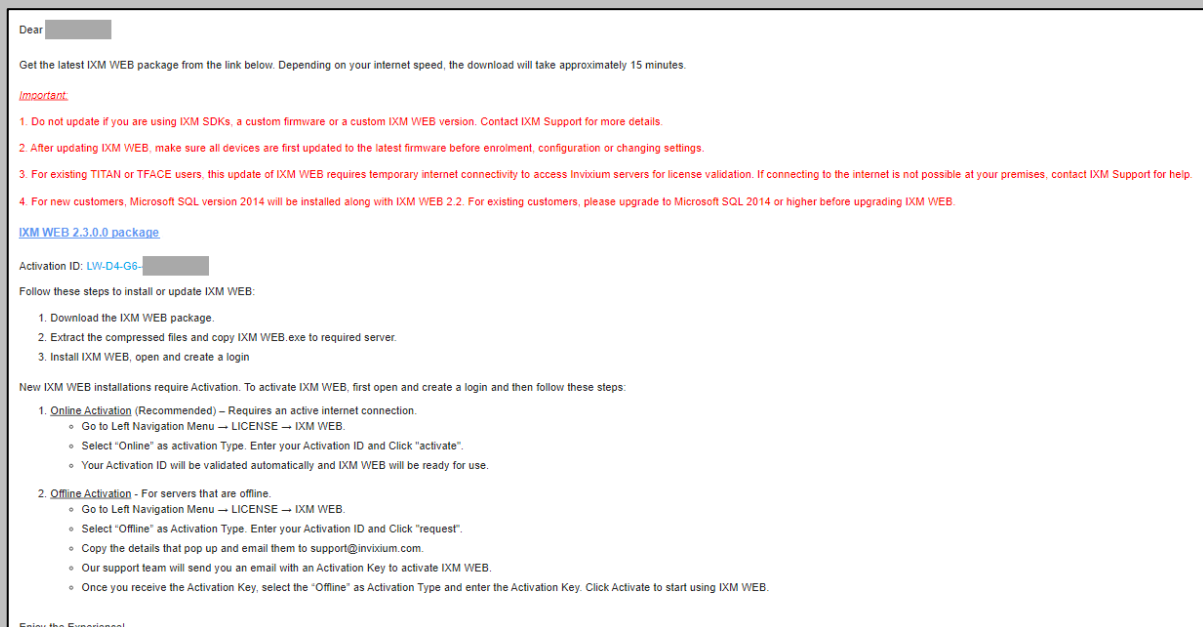 Dear
Get the latest IXM WEB package from the link below. Depending on your internet speed, the download will take approximately 15 minutes.
Important:
1. Do not update if you are using IXM SDKs, a custom firmware or a custom IXM WEB version. Contact IXM Support for more details.
2. After updating IXM WEB, make sure all devices are first updated to the latest firmware before enrolment, configuration or changing settings.
3. For existing TITAN or TFACE users, this update of IXM WEB requires temporary internet connectivity to access Invixium servers for license validation. If connecting to the internet is not possible at your premises, contact IXM Support for help.
4. For new customers, Microsoft SQL version 2014 will be installed along with IXM WEB 2.2. For existing customers, please upgrade to Microsoft SQL 2014 or higher before upgrading IXM WEB.
IXM WEB 2.3.0.0 package
Activation ID: LW-D4-G6-
Follow these steps to install or update IXM WEB:
1. Download the IXM WEB package.
2. Extract the compressed files and copy IXM WEB.exe to required server.
3. Install IXM WEB, open and create a login
New IXM WEB installations require Activation. To activate IXM WEB, first open and create a login and then follow these steps:
1. Online Activation (Recommended) – Requires an active internet connection.
∘ Go to Left Navigation Menu → LICENSE → IXM WEB.
∘ Select “Online” as activation Type. Enter your Activation ID and Click "activate".
∘ Your Activation ID will be validated automatically and IXM WEB will be ready for use.
2. Offline Activation - For servers that are offline.
∘ Go to Left Navigation Menu → LICENSE → IXM WEB.
∘ Select “Offline” as Activation Type. Enter your Activation ID and Click "request".
∘ Copy the details that pop up and email them to support@invixium.com.
∘ Our support team will send you an email with an Activation Key to activate IXM WEB.
∘ Once you receive the Activation Key, select the “Offline” as Activation Type and enter the Activation Key. Click Activate to start using IXM WEB.
Enjoy the Experience!